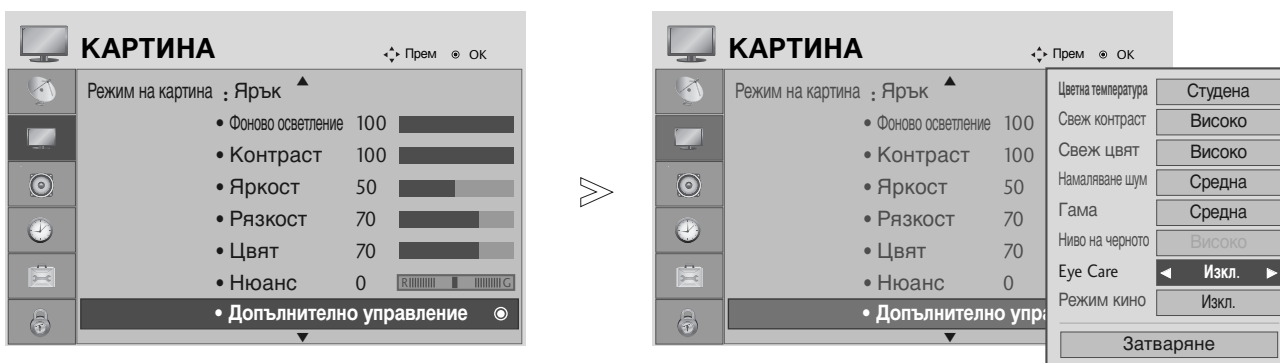 КАРТИНА
Прем OK
Режим на картина : Ярък
• Фоново осветление 100
• Контраст 100
• Яркост 50
• Рязкост 70
• Цвят 70
• Нюанс 0 R G
• Допълнително управление
КАРТИНА
Прем OK
Режим на картина : Ярък
• Фоново осветление 100
• Контраст 100
• Яркост 50
• Рязкост 70
• Цвят 70
• Нюанс 0
• Допълнително упра
Цветна температура Студена
Свеж контраст Високо
Свеж цвят Високо
Намаляване шум Средна
Гама Средна
Ниво на черното Високо
Eye Care Изкл.
Режим кино Изкл.
Затваряне